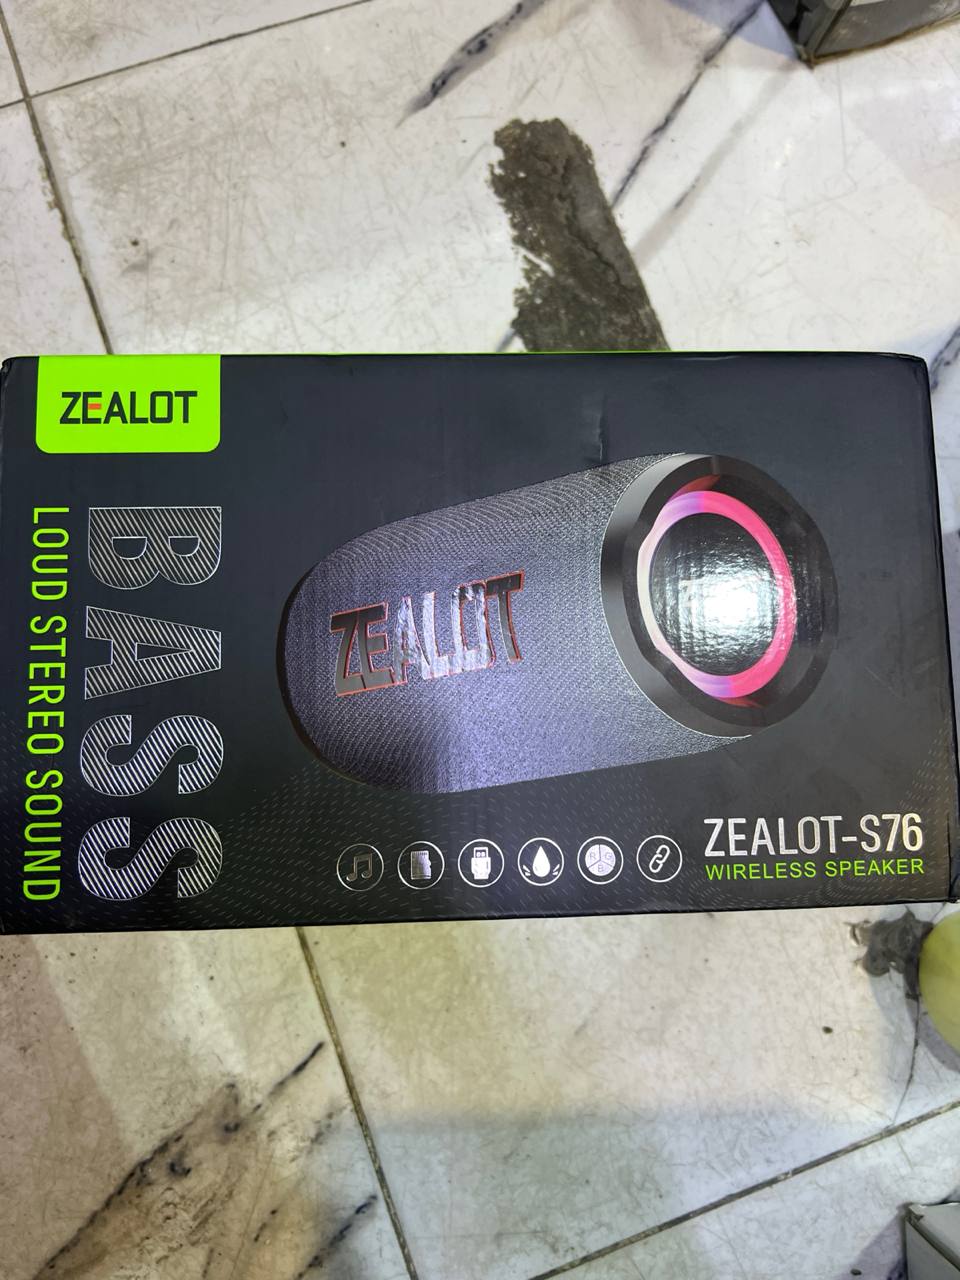 ZEALOT
BASS
LOUD STEREO SOUND
ZEALOT
R G
B
ZEALOT-S76
WIRELESS SPEAKER